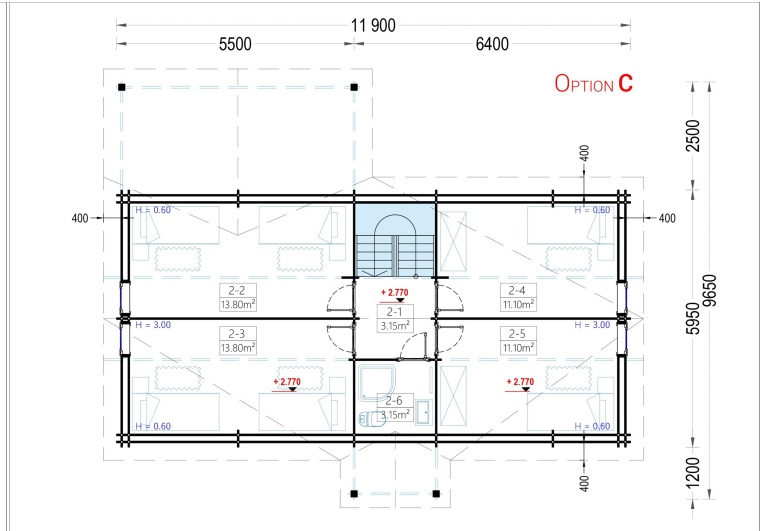 11 900
5500
6400
OPTION C
2500
400
400
H = 0.60
H = 0.60
400
2-2
13.80m²
+ 2.770
2-1
3.15m²
2-4
11.10m²
9650
5950
H = 3.00
2-3
13.80m²
2-5
11.10m²
H = 3.00
+ 2.770
+ 2.770
2-6
3.15m²
H = 0.60
H = 0.60
400
1200